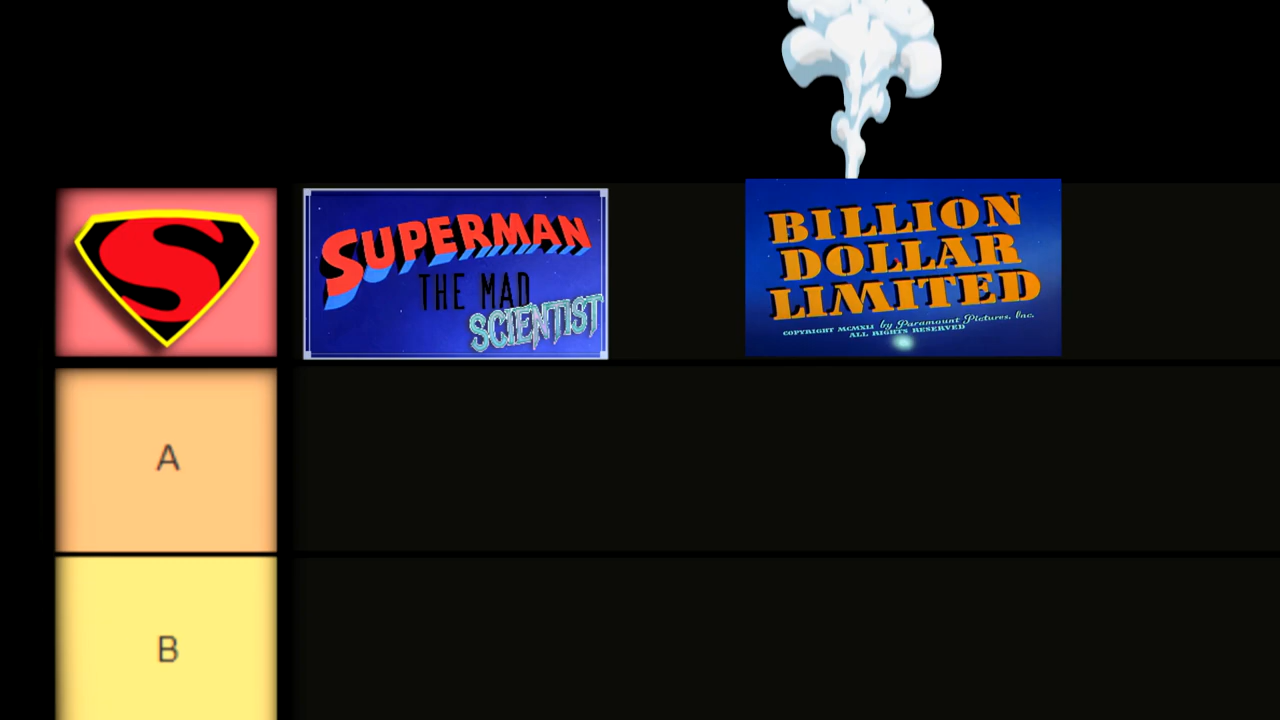 S
SUPERMAN
THE MAD
SCIENTIST
BILLION
DOLLAR
LIMITED
COPYRIGHT MCMXLI by Paramount Pictures, Inc.
ALL RIGHTS RESERVED
A
B